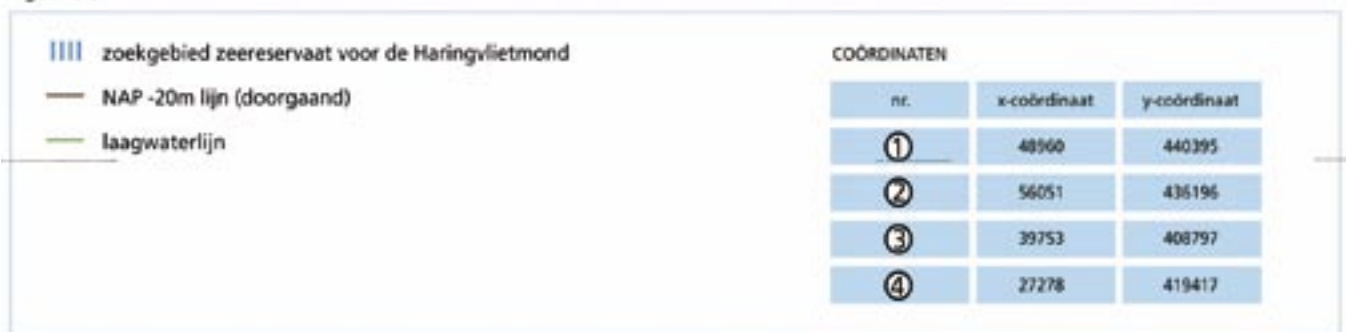 zoekgebied zeereservaat voor de Haringvlietmond
NAP -20m lijn (doorgaand)
laagwaterlijn
COÖRDINATEN
nr. x-coördinaat y-coördinaat
1 48960 440395
2 56051 436196
3 39753 408797
4 27278 419417